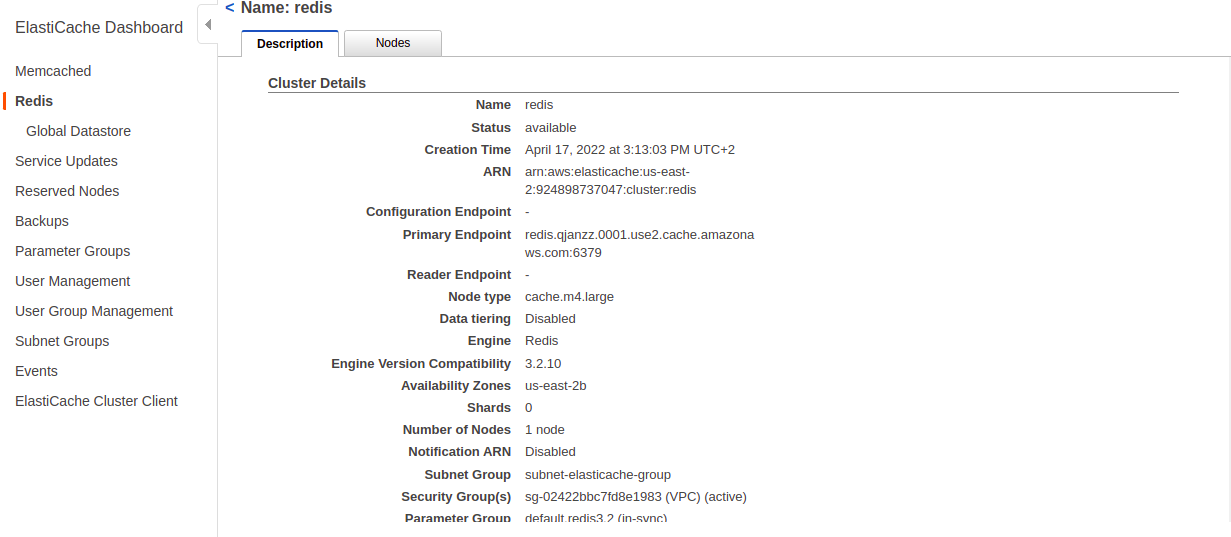 < Name: redis
ElastiCache Dashboard
Description
Nodes
Memcached
Redis
Global Datastore
Service Updates
Reserved Nodes
Backups
Parameter Groups
User Management
User Group Management
Subnet Groups
Events
ElastiCache Cluster Client
Cluster Details
Name redis
Status available
Creation Time April 17, 2022 at 3:13:03 PM UTC+2
ARN arn:aws:elasticache:us-east-
2:924898737047:cluster:redis
Configuration Endpoint -
Primary Endpoint redis.qjanzz.0001.use2.cache.amazona
ws.com:6379
Reader Endpoint -
Node type cache.m4.large
Data tiering Disabled
Engine Redis
Engine Version Compatibility 3.2.10
Availability Zones us-east-2b
Shards 0
Number of Nodes 1 node
Notification ARN Disabled
Subnet Group subnet-elasticache-group
Security Group(s) sg-02422bbc7fd8e1983 (VPC) (active)
Parameter Group default.redis3.2 (in-sync)